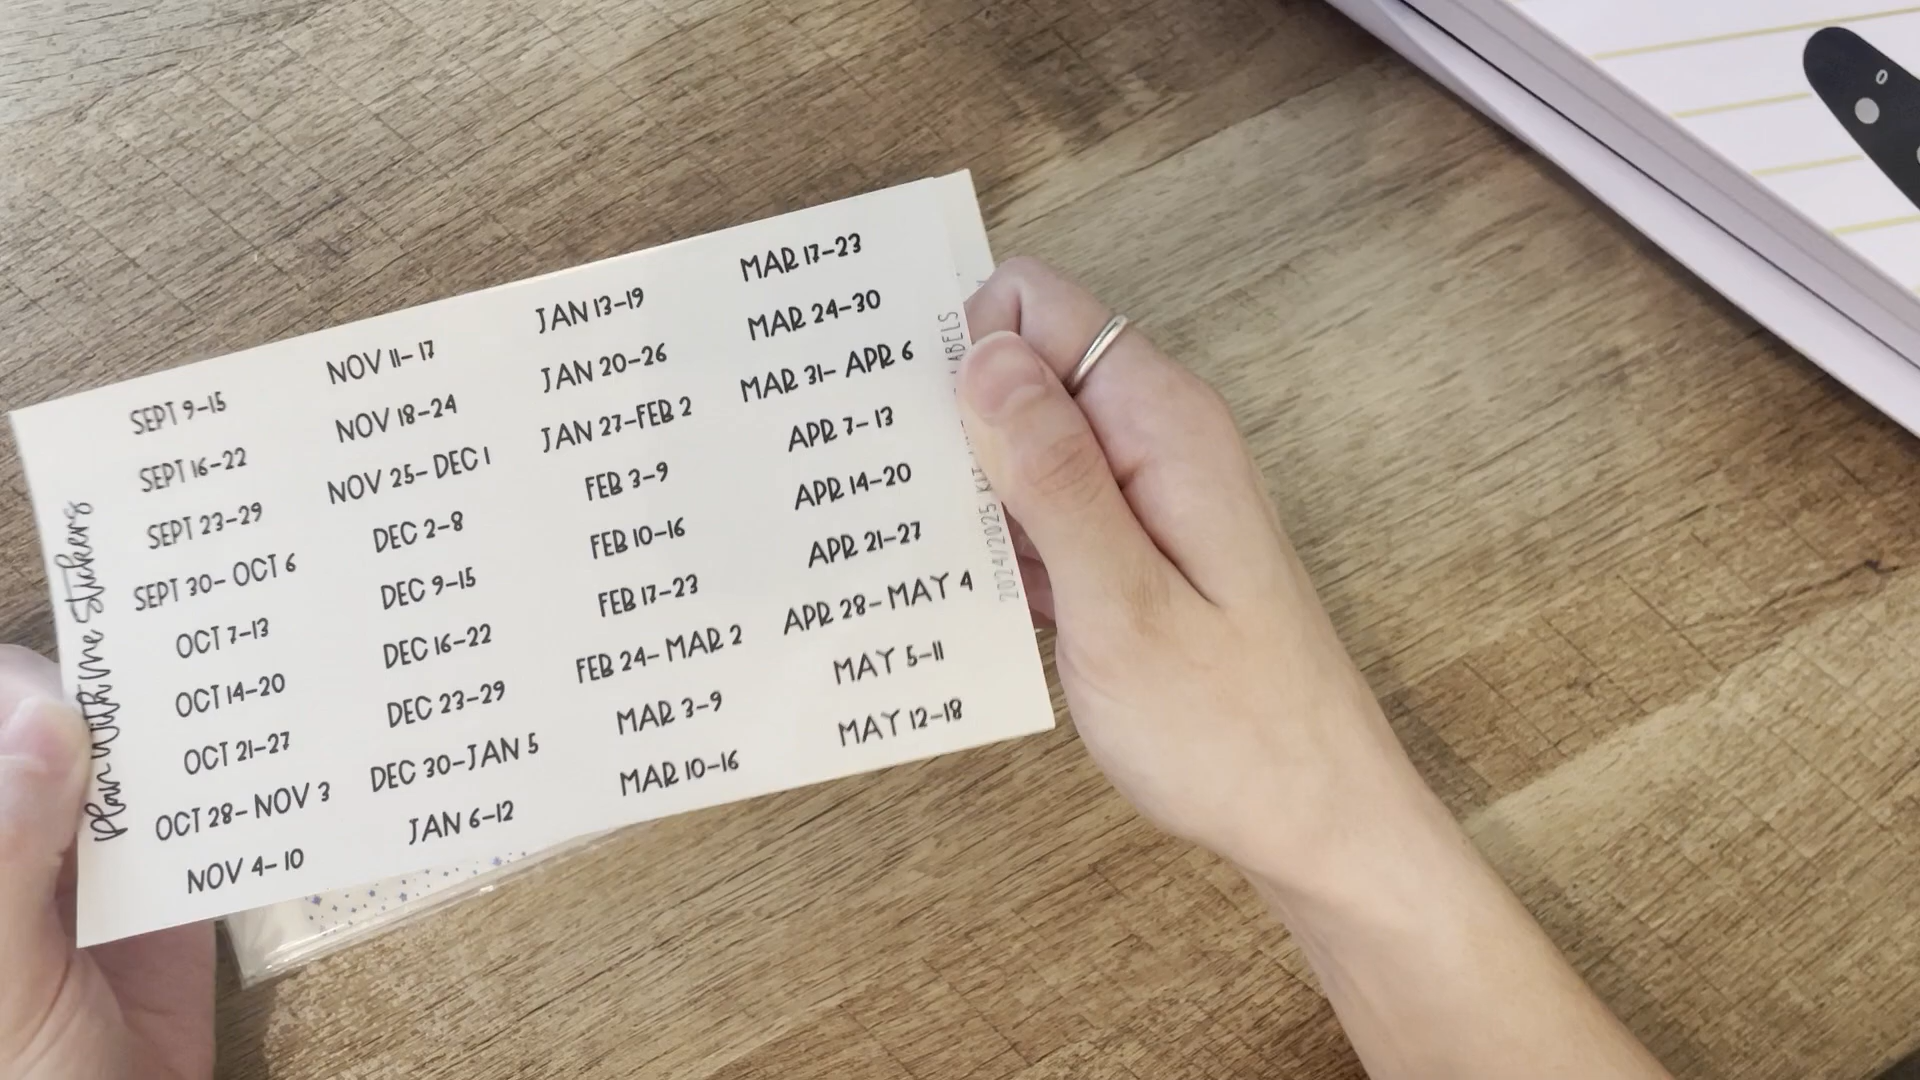 Plan With Me Stickers
SEPT 9-15
SEPT 16-22
SEPT 23-29
SEPT 30- OCT 6
OCT 7-13
OCT 14-20
OCT 21-27
OCT 28- NOV 3
NOV 4-10
NOV 11- 17
NOV 18-24
NOV 25- DEC 1
DEC 2-8
DEC 9-15
DEC 16-22
DEC 23-29
DEC 30-JAN 5
JAN 6-12
JAN 13-19
JAN 20-26
JAN 27-FEB 2
FEB 3-9
FEB 10-16
FEB 17-23
FEB 24- MAR 2
MAR 3-9
MAR 10-16
MAR 17-23
MAR 24-30
MAR 31- APR 6
APR 7- 13
APR 14-20
APR 21-27
APR 28- MAY 4
MAY 5-11
MAY 12-18
2024/2025
0